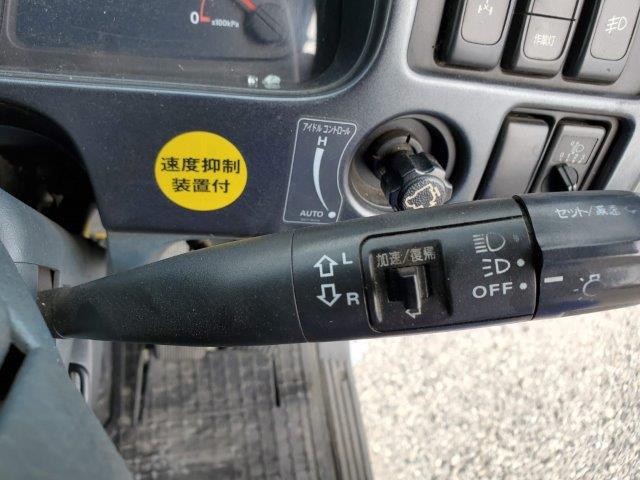 0 x100kPa
作業灯
アイドル コントロール
H
AUTO
速度抑制
装置付
L
R
加速/復帰
OFF
セット/減速